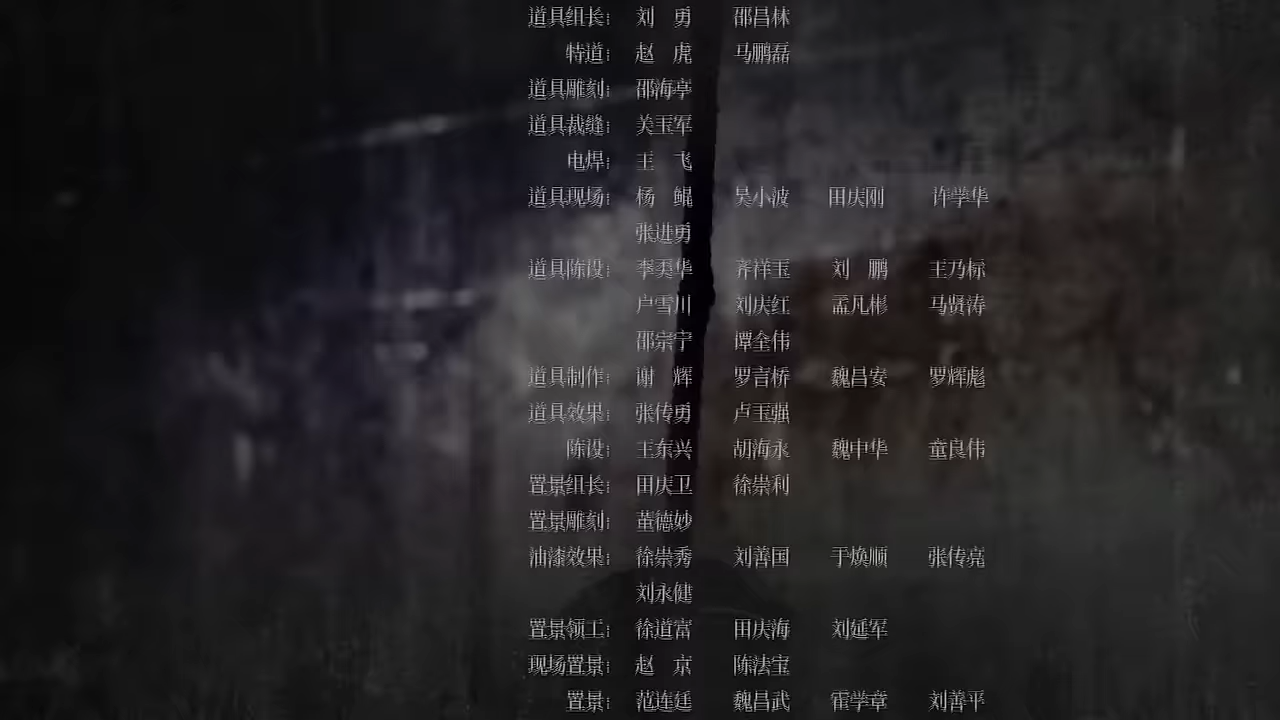 道具组长： 刘 勇 邵昌林
特道： 赵 虎 马鹏磊
道具雕刻： 邵海亭
道具裁缝： 关玉军
电焊： 王 飞
道具现场： 杨 鲲 吴小波 田庆刚 许学华
张进勇
道具陈设： 李奭华 齐祥玉 刘 鹏 王乃标
户雪川 刘庆红 孟凡彬 马贤涛
邵宗宁 谭全伟
道具制作： 谢 辉 罗言桥 魏昌安 罗辉彪
道具效果： 张传勇 卢玉强
陈设： 王东兴 胡海永 魏申华 童良伟
置景组长： 田庆卫 徐崇利
置景雕刻： 董德妙
油漆效果： 徐崇秀 刘善国 于焕顺 张传亮
刘永健
置景领工： 徐道富 田庆海 刘延军
现场置景： 赵 京 陈法宝
置景： 范连廷 魏昌武 霍学章 刘善平